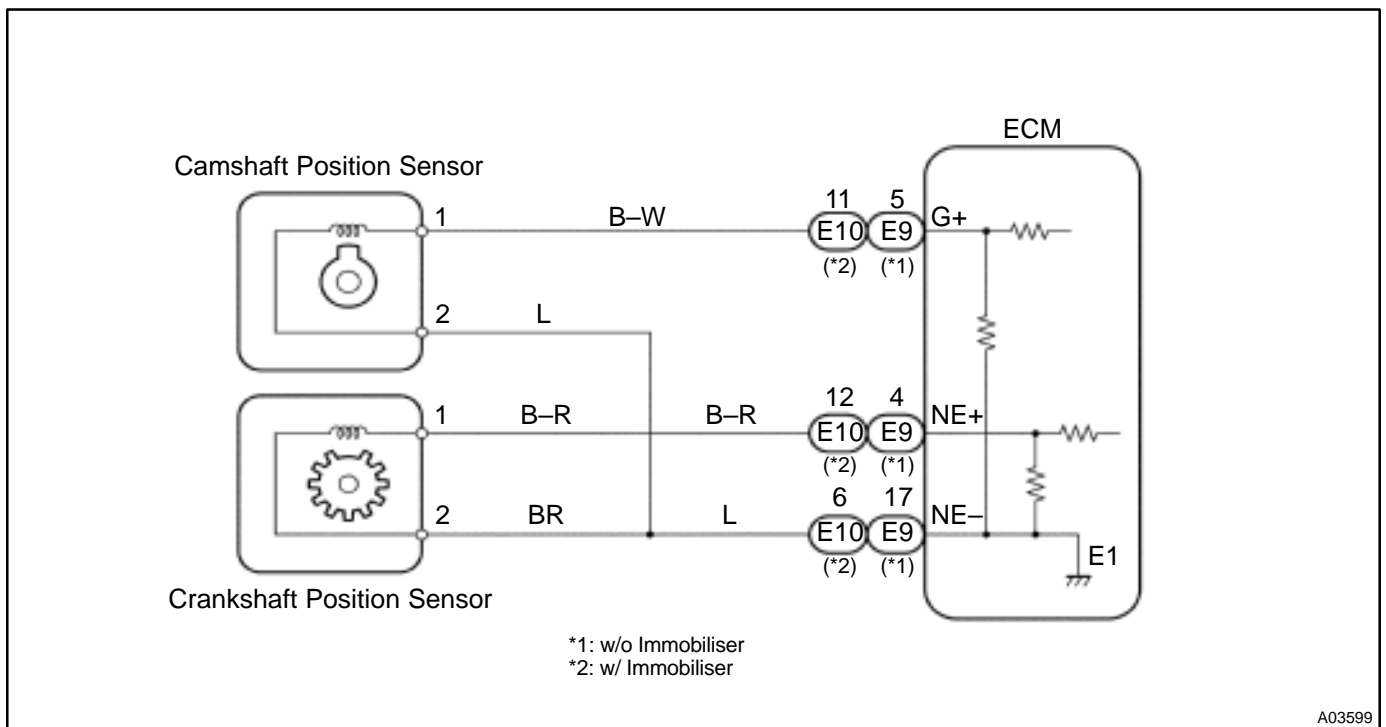 ECM
Camshaft Position Sensor
1 B–W 11 5 G+
E10 E9
(*2) (*1)
2 L
1 B–R B–R 12 4 NE+
E10 E9
(*2) (*1)
6 17
2 BR L E10 E9 NE–
(*2) (*1)
E1
Crankshaft Position Sensor
*1: w/o Immobiliser
*2: w/ Immobiliser
A03599